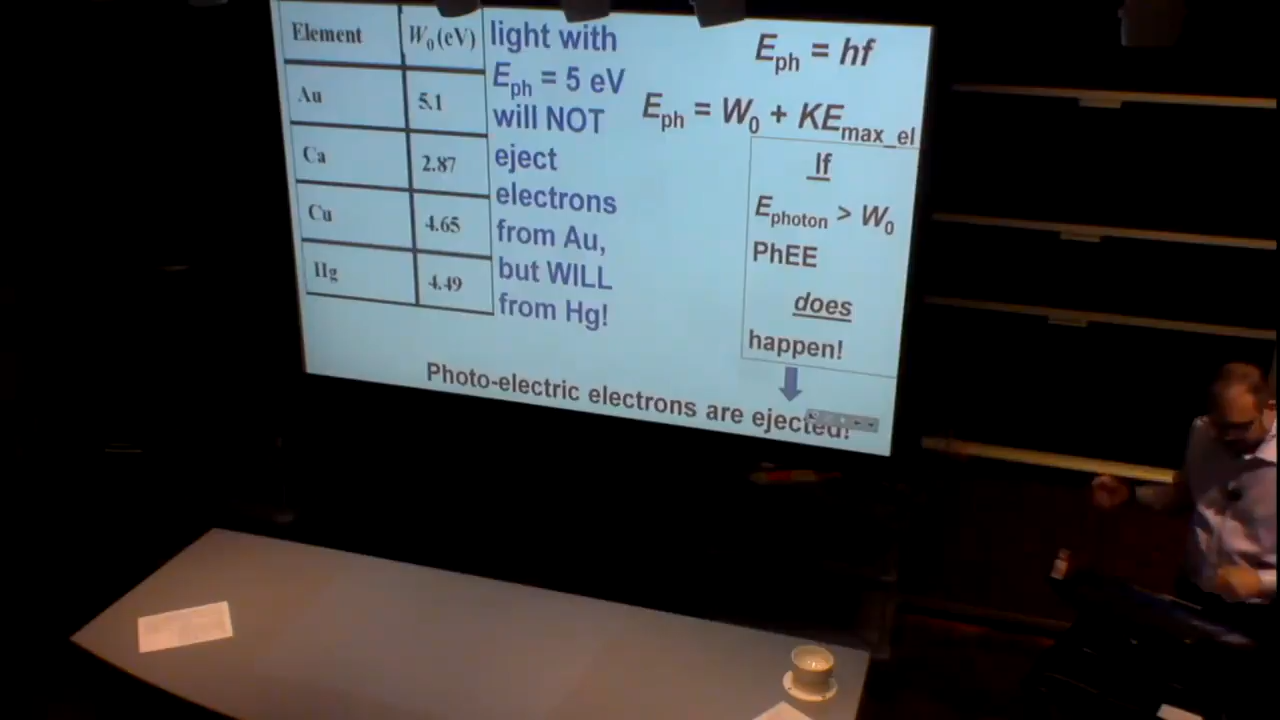 Element W₀(eV)
Au 5.1
Ca 2.87
Cu 4.65
Hg 4.49
light with
E_ph = 5 eV
will NOT
eject
electrons
from Au,
but WILL
from Hg!
E_ph = hf
E_ph = W₀ + KE_max_el
If
E_photon > W₀
PhEE
does
happen!
Photo-electric electrons are ejected!